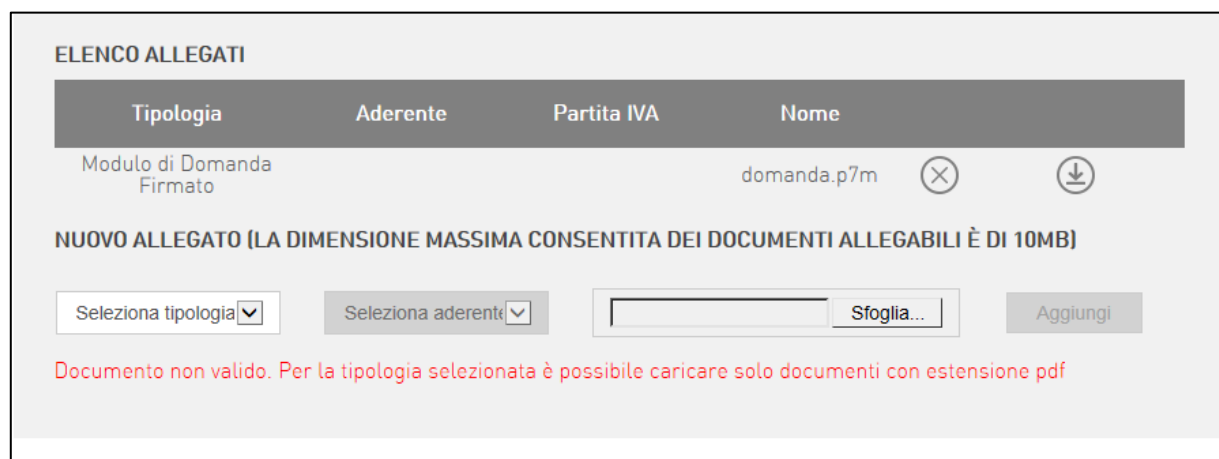 ELENCO ALLEGATI
Tipologia Aderente Partita IVA Nome
Modulo di Domanda
Firmato domanda.p7m
NUOVO ALLEGATO (LA DIMENSIONE MASSIMA CONSENTITA DEI DOCUMENTI ALLEGABILI È DI 10MB)
Seleziona tipologia Seleziona aderente Sfoglia... Aggiungi
Documento non valido. Per la tipologia selezionata è possibile caricare solo documenti con estensione pdf